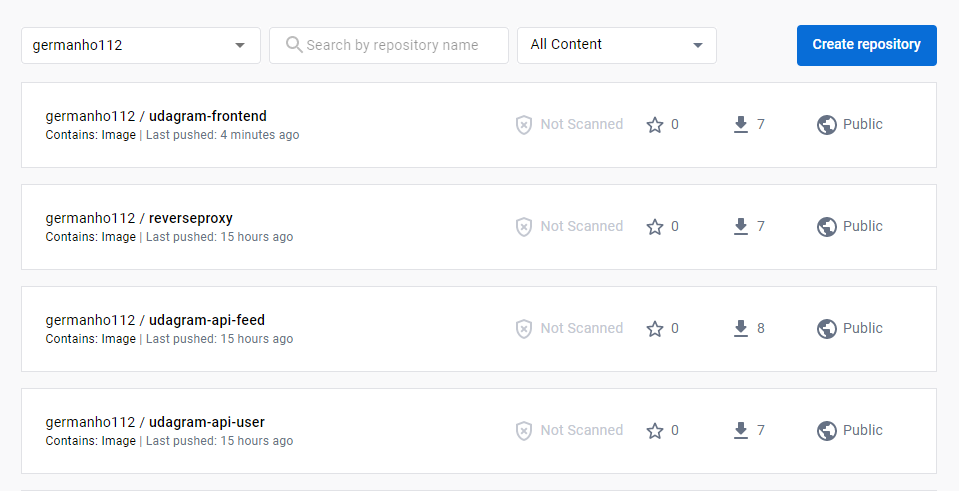 germanho112
Search by repository name
All Content
Create repository
germanho112 / udagram-frontend
Contains: Image | Last pushed: 4 minutes ago
Not Scanned
0
7
Public
germanho112 / reverseproxy
Contains: Image | Last pushed: 15 hours ago
Not Scanned
0
7
Public
germanho112 / udagram-api-feed
Contains: Image | Last pushed: 15 hours ago
Not Scanned
0
8
Public
germanho112 / udagram-api-user
Contains: Image | Last pushed: 15 hours ago
Not Scanned
0
7
Public